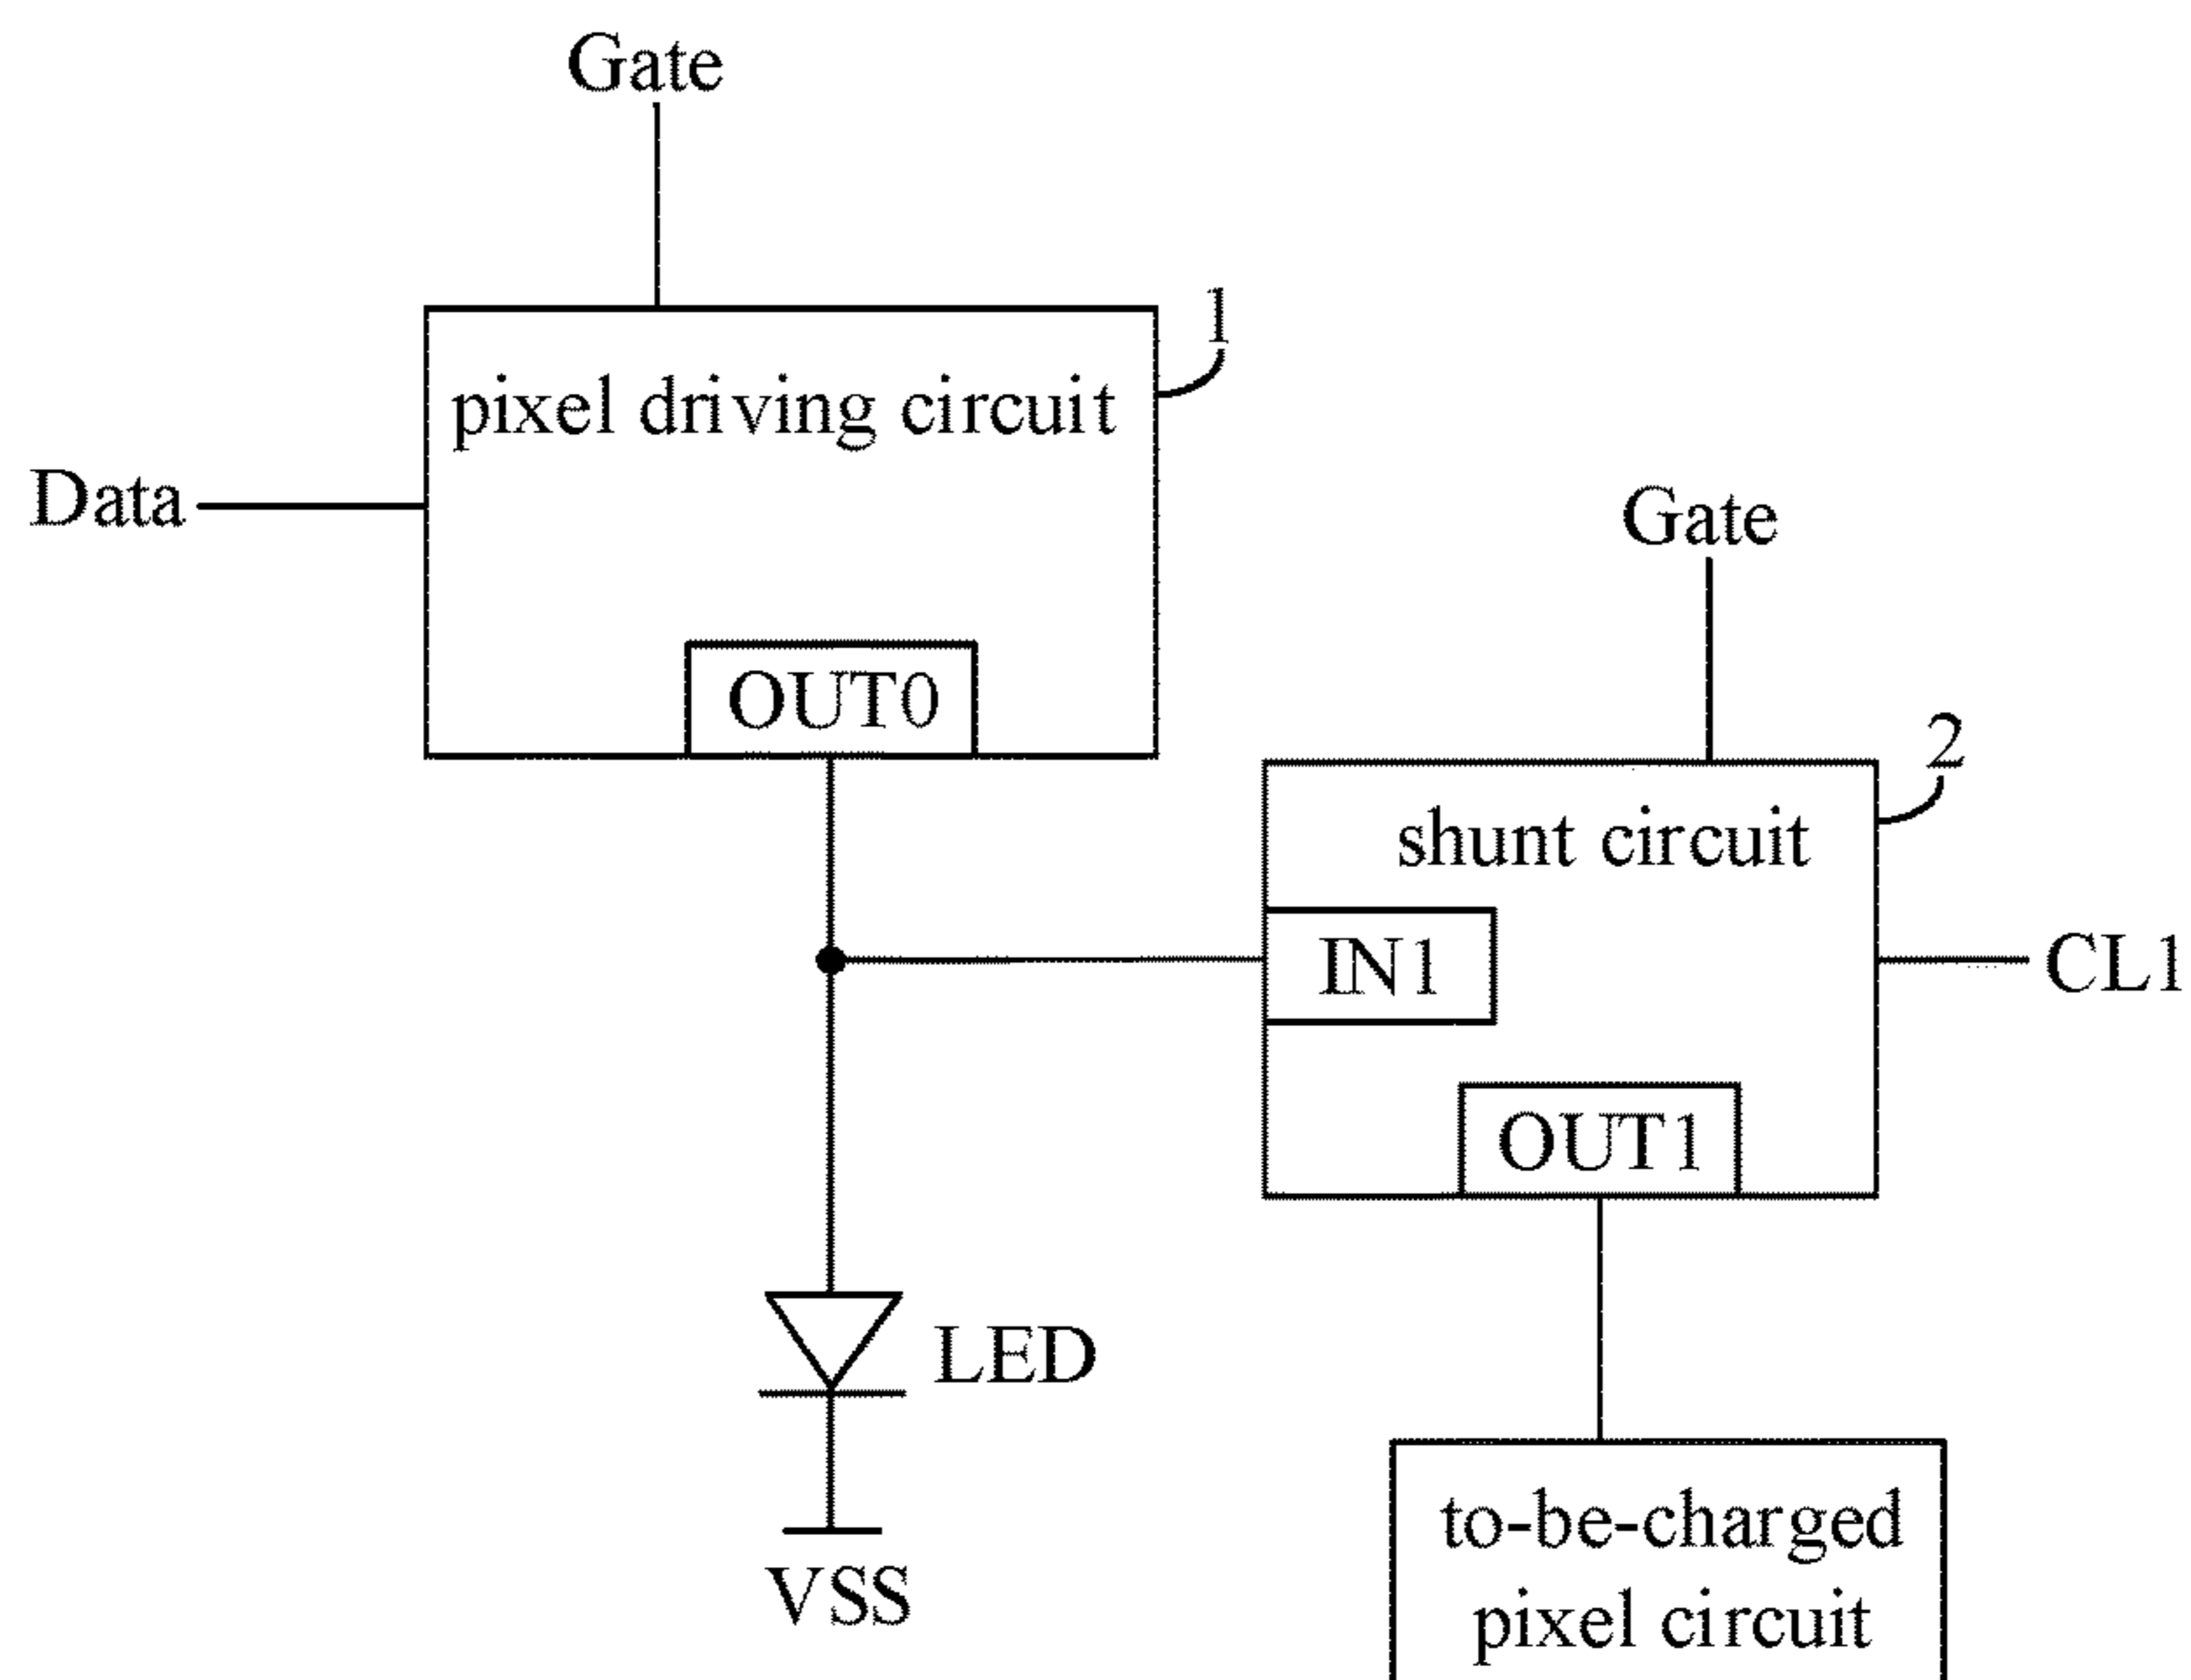 Gate
1
pixel driving circuit
Data
Gate
OUT0
2
shunt circuit
IN1
CL1
OUT1
LED
to-be-charged
pixel circuit
VSS